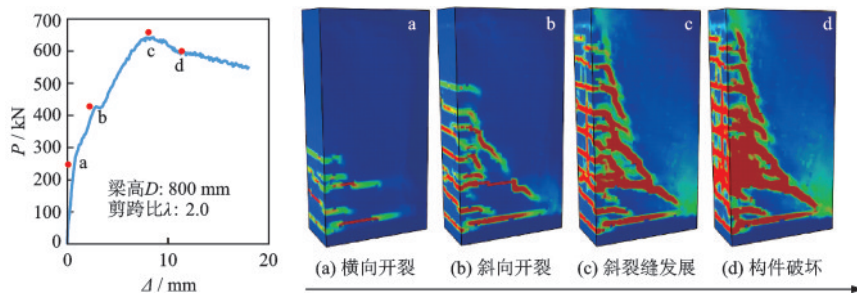 700
600
500
400
300
200
100
0
P / kN
a
b
c
d
梁高D: 800 mm
剪跨比λ: 2.0
0
10
20
Δ / mm
a
b
c
d
(a) 横向开裂
(b) 斜向开裂
(c) 斜裂缝发展
(d) 构件破坏